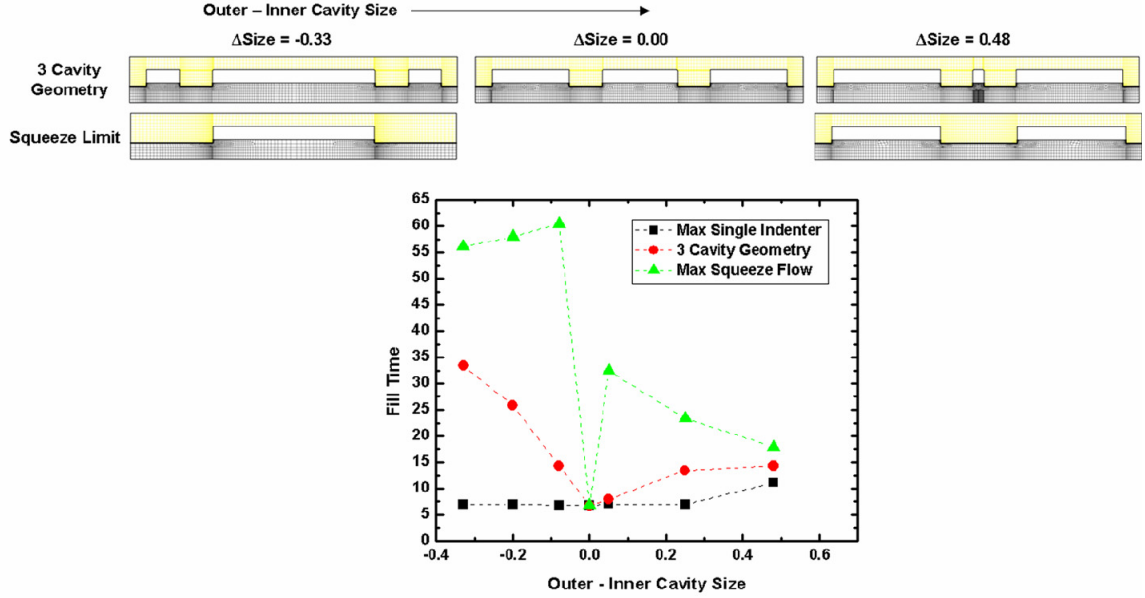 Outer – Inner Cavity Size
ΔSize = -0.33
ΔSize = 0.00
ΔSize = 0.48
3 Cavity
Geometry
Squeeze Limit
65
60
55
50
45
40
35
30
25
20
15
10
5
0
Fill Time
Max Single Indenter
3 Cavity Geometry
Max Squeeze Flow
-0.4
-0.2
0.0
0.2
0.4
0.6
Outer - Inner Cavity Size